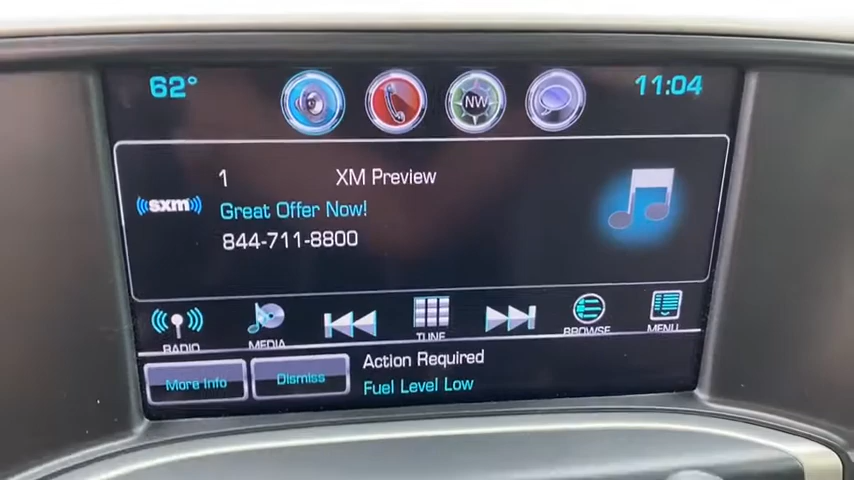 62°
NW
11:04
1
XM Preview
sxm
Great Offer Now!
844-711-8800
RADIO
MEDIA
TUNE
BROWSE
MENU
More Info
Dismiss
Action Required
Fuel Level Low